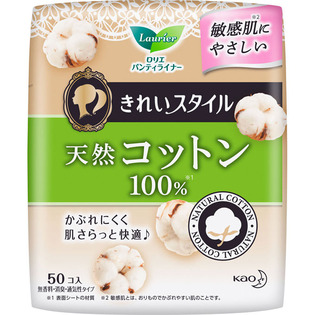 Laurier
ロリエ
パンティライナー
敏感肌に※2
やさしい
きれいスタイル
天然コットン
100%※1
かぶれにくく
肌さらっと快適♪
NATURAL COTTON
NATURAL COTTON
50コ入
無香料・消臭・通気性タイプ
※1 表面シートの材質 ※2 敏感肌とは、おりものでかぶれやすい肌のことです。
Kao